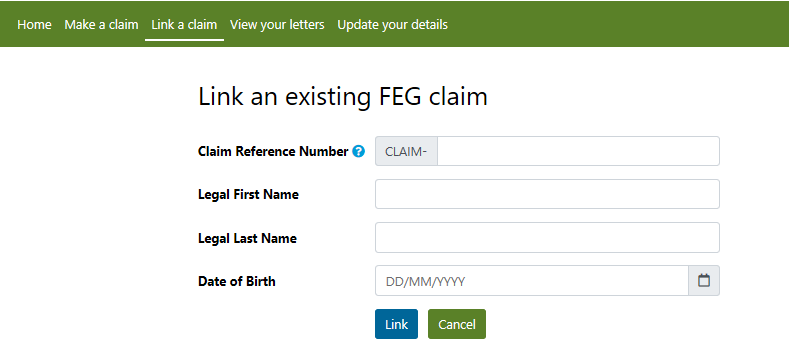 Home Make a claim Link a claim View your letters Update your details
Link an existing FEG claim
Claim Reference Number ? CLAIM-
Legal First Name
Legal Last Name
Date of Birth DD/MM/YYYY
Link Cancel